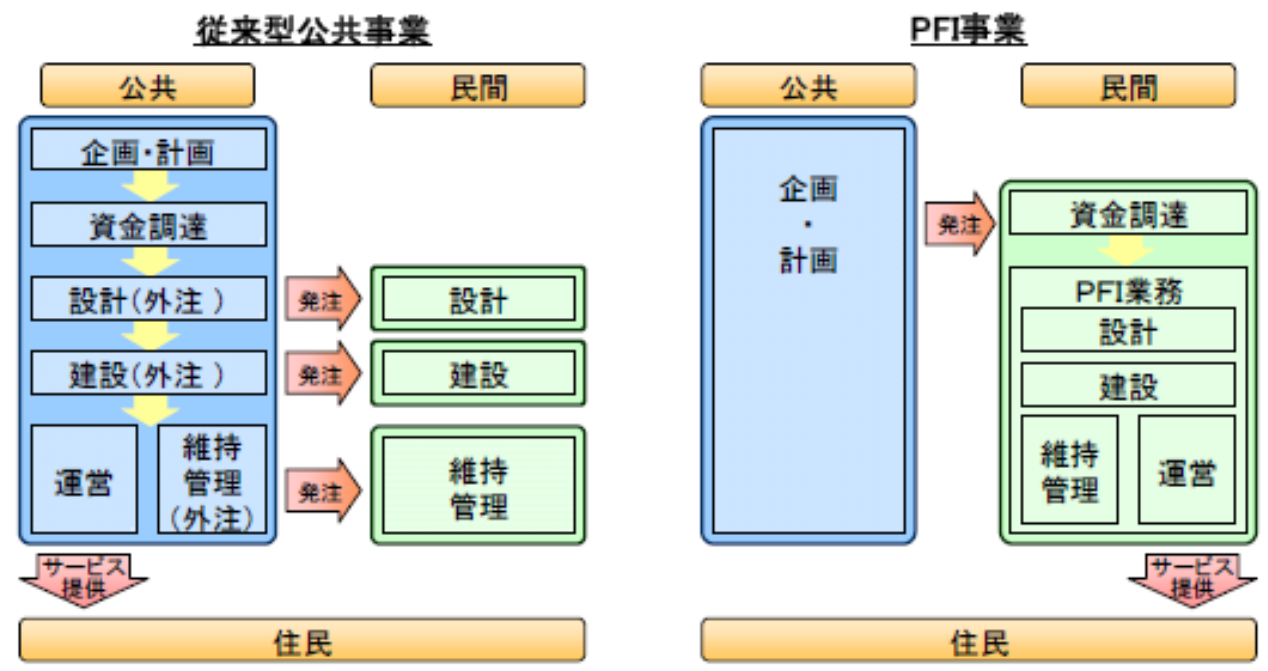 従来型公共事業
公共
民間
企画・計画
資金調達
設計(外注)
発注
設計
建設(外注)
発注
建設
運営
維持
管理
(外注)
発注
維持
管理
サービス
提供
住民
PFI事業
公共
民間
企画
・
計画
発注
資金調達
PFI業務
設計
建設
維持
管理
運営
サービス
提供
住民